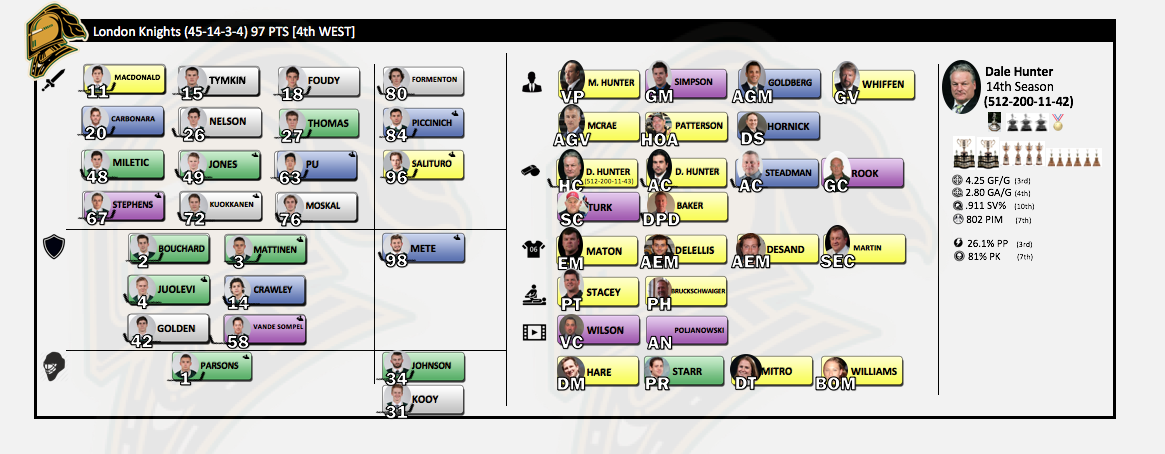 London Knights (45-14-3-4) 97 PTS [4th WEST]
MACDONALD 11
TYMKIN 15
FOUDY 18
FORMENTON 80
CARBONARA 20
NELSON 26
THOMAS 27
PICCINICH 84
MILETIC 48
JONES 49
PU 63
SALITURO 96
STEPHENS 67
KUOKKANEN 72
MOSKAL 76
BOUCHARD 2
MATTINEN 3
METE 98
JUOLEVI 4
CRAWLEY 14
GOLDEN 42
VANDE SOMPEL 58
PARSONS 1
JOHNSON 34
KOOY 31
M. HUNTER VP
SIMPSON GM
GOLDBERG AGM
WHIFFEN GV
MCRAE AGV
PATTERSON HOA
HORNICK DS
D. HUNTER (512-200-11-43) HC
D. HUNTER AC
STEADMAN AC
ROOK GC
TURK SC
BAKER DPD
06
MATON EM
DELELLIS AEM
DESAND AEM
MARTIN SEC
STACEY PT
BRUCKSCHWAIGER PH
WILSON VC
POLJANOWSKI AN
HARE DM
STARR PR
MITRO DT
WILLIAMS BOM
Dale Hunter
14th Season
(512-200-11-42)
4.25 GF/G (3rd)
2.80 GA/G (4th)
.911 SV% (10th)
802 PIM (7th)
26.1% PP (3rd)
81% PK (7th)